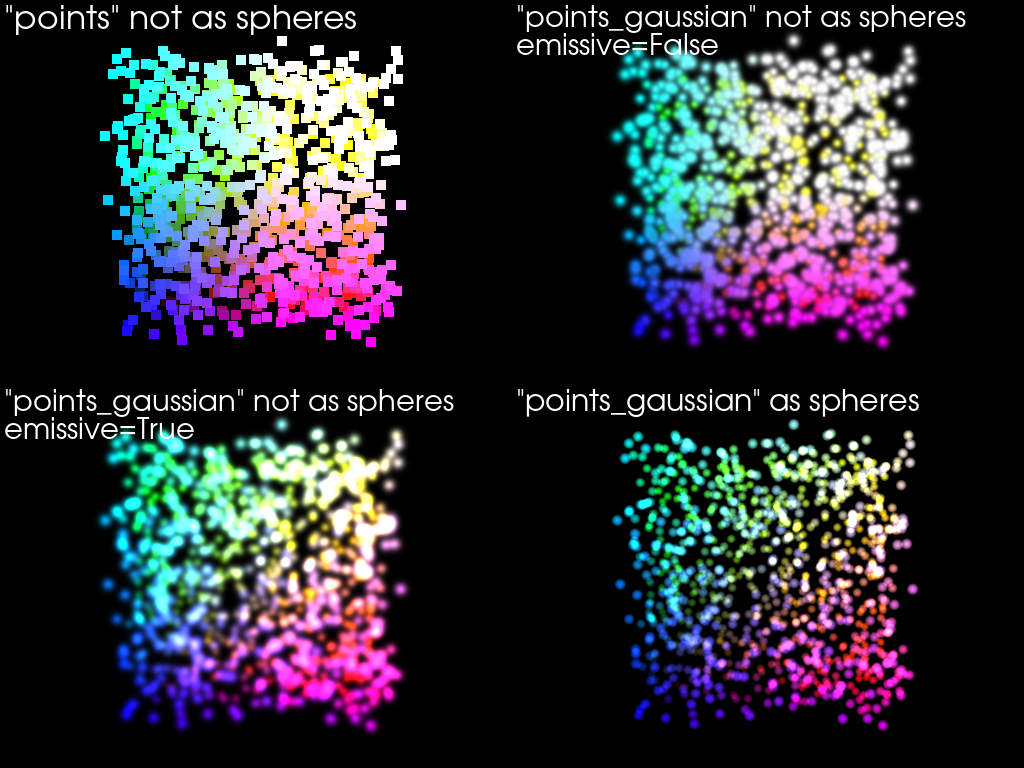 "points" not as spheres
"points_gaussian" not as spheres
emissive=False
"points_gaussian" not as spheres
emissive=True
"points_gaussian" as spheres